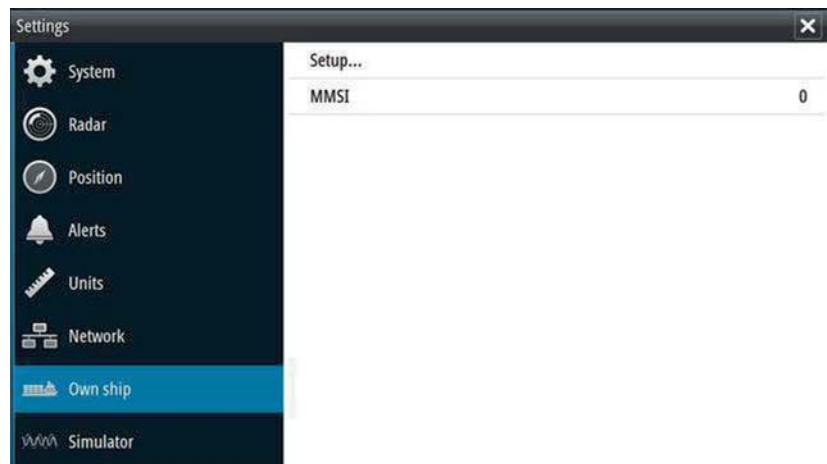 Settings
System
Radar
Position
Alerts
Units
Network
Own ship
Simulator
Setup...
MMSI 0